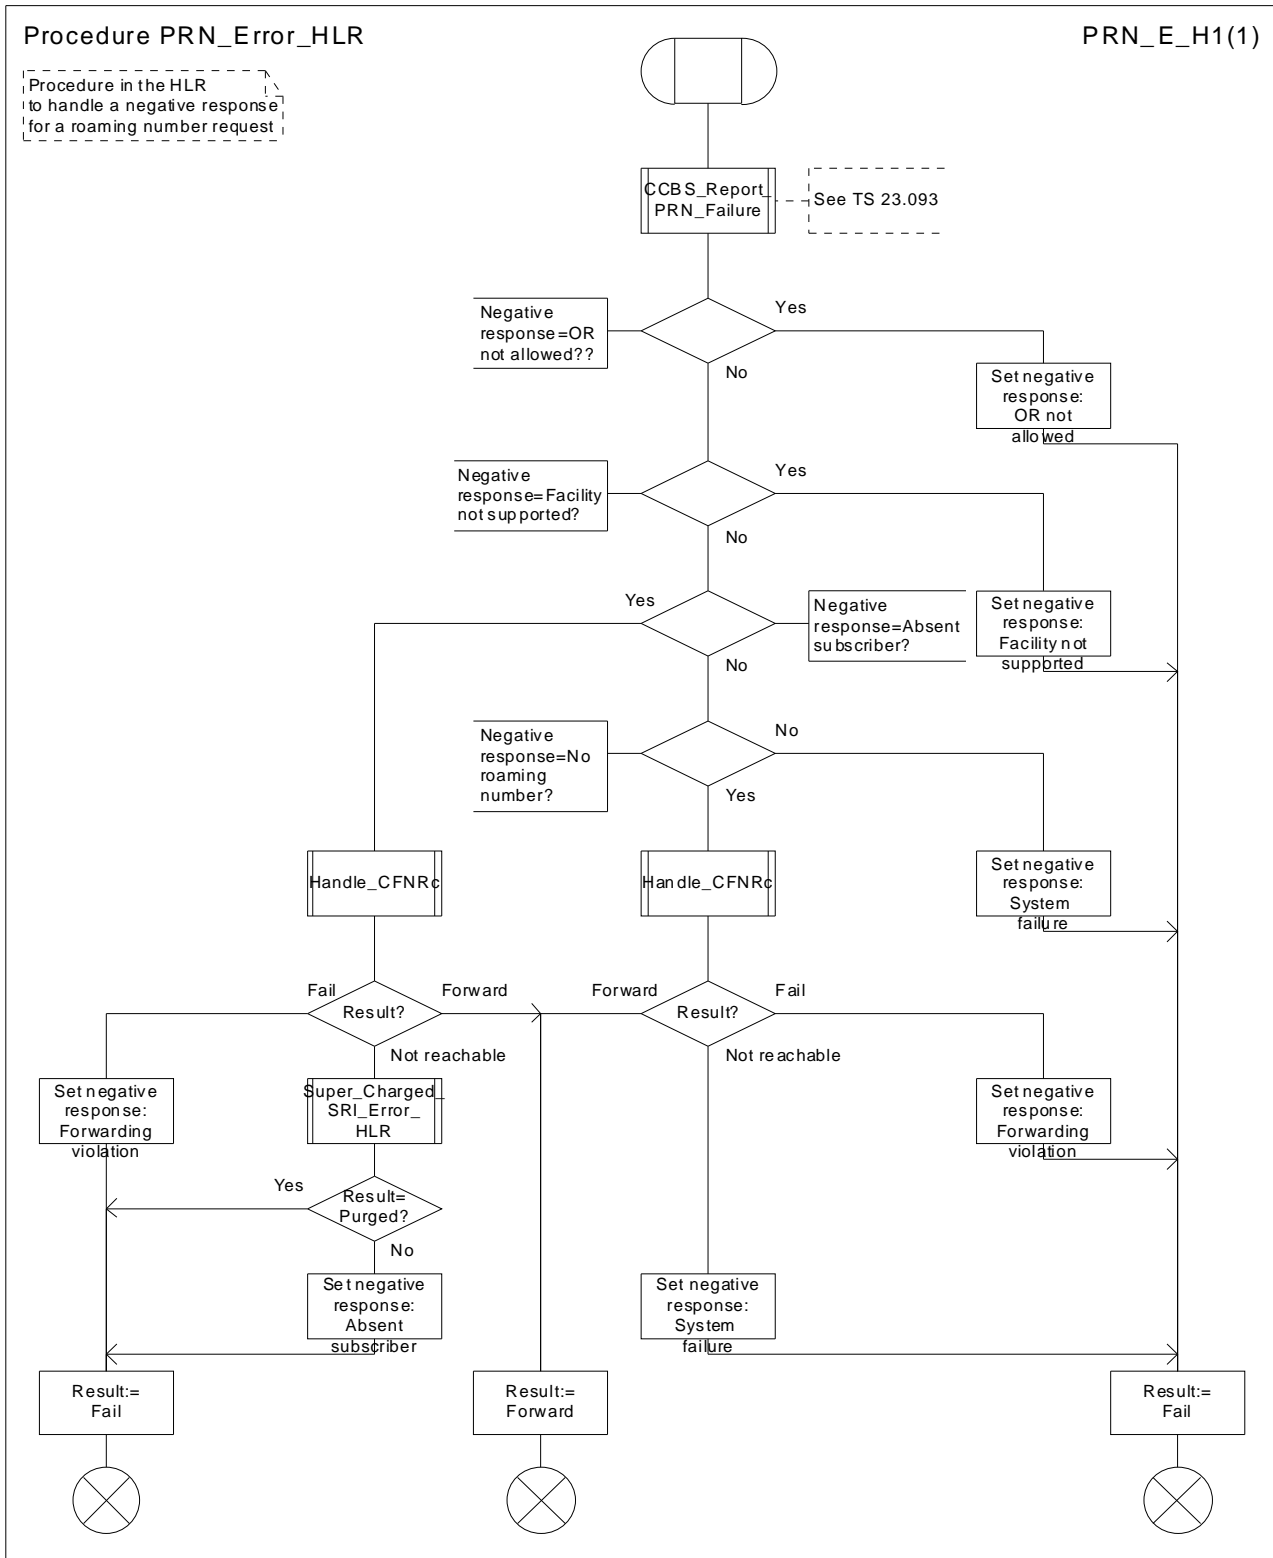 Procedure PRN_Error_HLR
PRN_E_H1(1)
Procedure in the HLR
to handle a negative response
for a roaming number request
CCBS_Report_
PRN_Failure
See TS 23.093
Negative
response=OR
not allowed??
Yes
No
Set negative
response:
OR not
allowed
Negative
response=Facility
not supported?
Yes
No
Set negative
response:
Facility not
supported
Yes
Negative
response=Absent
subscriber?
No
Negative
response=No
roaming
number?
No
Yes
Set negative
response:
System
failure
Handle_CFNRc
Handle_CFNRc
Fail
Result?
Forward
Not reachable
Forward
Result?
Fail
Not reachable
Set negative
response:
Forwarding
violation
Super_Charged_
SRI_Error_
HLR
Set negative
response:
Forwarding
violation
Yes
Result=
Purged?
No
Set negative
response:
Absent
subscriber
Set negative
response:
System
failure
Result:=
Fail
Result:=
Forward
Result:=
Fail